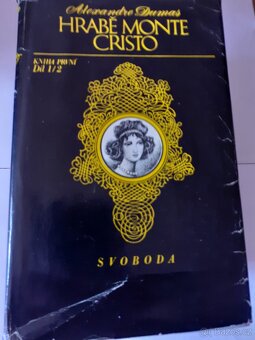 Alexandre Dumas
HRABĚ MONTE
CRISTO
KNIHA PRVNÍ
Díl 1/2
SVOBODA